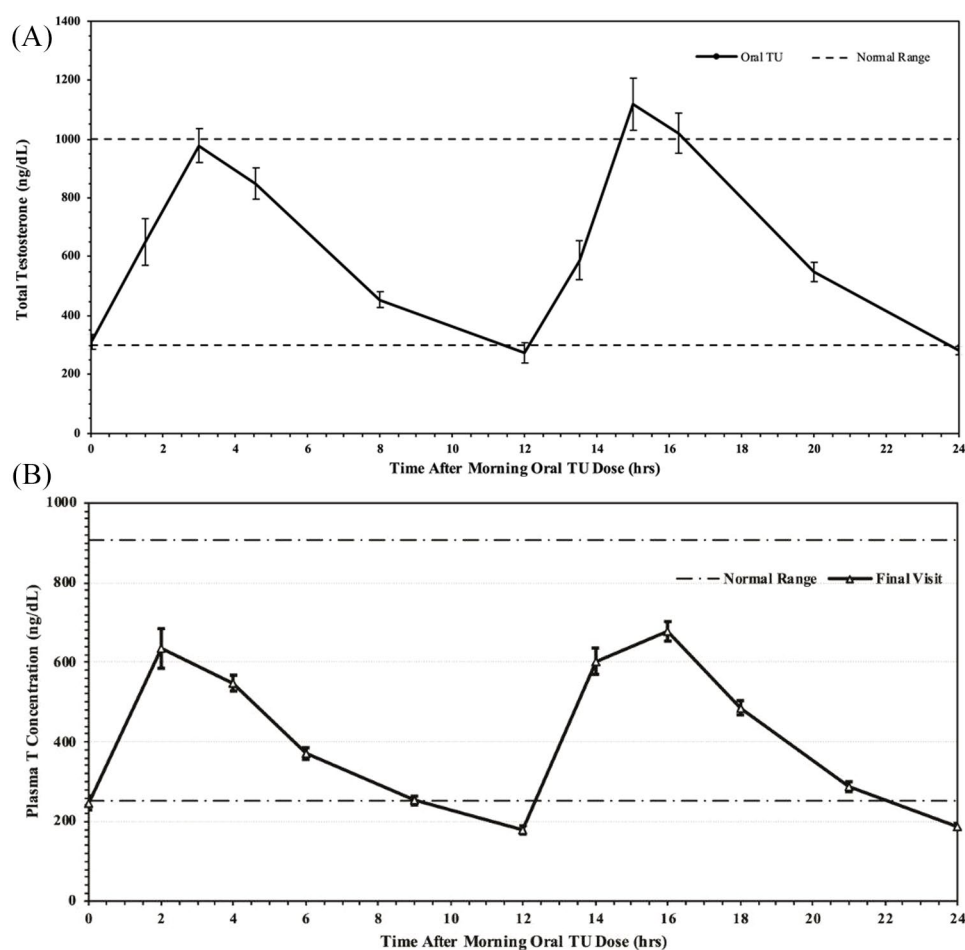 (A)
1400
1200
1000
800
600
400
200
0
Total Testosterone (ng/dL)
Oral TU
Normal Range
0 2 4 6 8 10 12 14 16 18 20 22 24
Time After Morning Oral TU Dose (hrs)
(B)
1000
800
600
400
200
0
Plasma T Concentration (ng/dL)
Normal Range
Final Visit
0 2 4 6 8 10 12 14 16 18 20 22 24
Time After Morning Oral TU Dose (hrs)